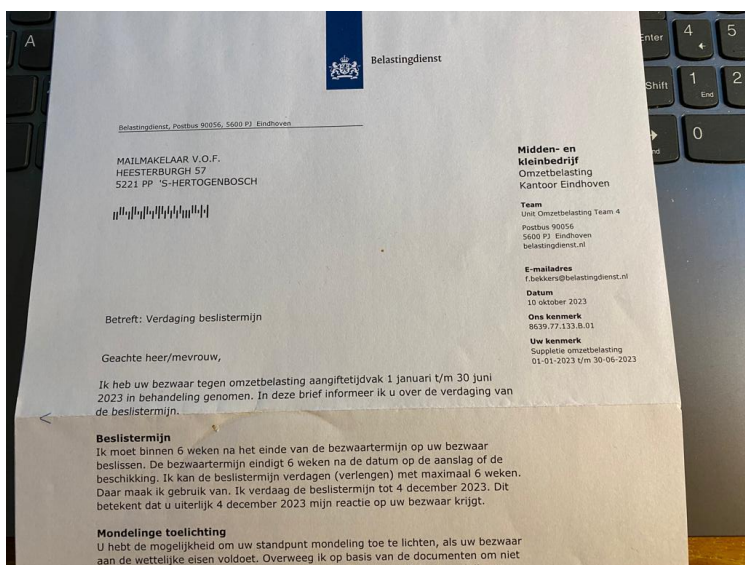 Belastingdienst
Belastingdienst, Postbus 90056, 5600 PJ Eindhoven
MAILMAKELAAR V.O.F.
HEESTERBURGH 57
5221 PP 'S-HERTOGENBOSCH
Midden- en
kleinbedrijf
Omzetbelasting
Kantoor Eindhoven
Team
Unit Omzetbelasting Team 4
Postbus 90056
5600 PJ Eindhoven
belastingdienst.nl
E-mailadres
f.bekkers@belastingdienst.nl
Datum
10 oktober 2023
Ons kenmerk
8639.77.133.B.01
Uw kenmerk
Suppletie omzetbelasting
01-01-2023 t/m 30-06-2023
Betreft: Verdaging beslistermijn
Geachte heer/mevrouw,
Ik heb uw bezwaar tegen omzetbelasting aangiftetijdvak 1 januari t/m 30 juni
2023 in behandeling genomen. In deze brief informeer ik u over de verdaging van
de beslistermijn.
Beslistermijn
Ik moet binnen 6 weken na het einde van de bezwaartermijn op uw bezwaar
beslissen. De bezwaartermijn eindigt 6 weken na de datum op de aanslag of de
beschikking. Ik kan de beslistermijn verdagen (verlengen) met maximaal 6 weken.
Daar maak ik gebruik van. Ik verdaag de beslistermijn tot 4 december 2023. Dit
betekent dat u uiterlijk 4 december 2023 mijn reactie op uw bezwaar krijgt.
Mondelinge toelichting
U hebt de mogelijkheid om uw standpunt mondeling toe te lichten, als uw bezwaar
aan de wettelijke eisen voldoet. Overweeg ik op basis van de documenten om niet
A
Enter
4
5
Shift
1
End
2
0